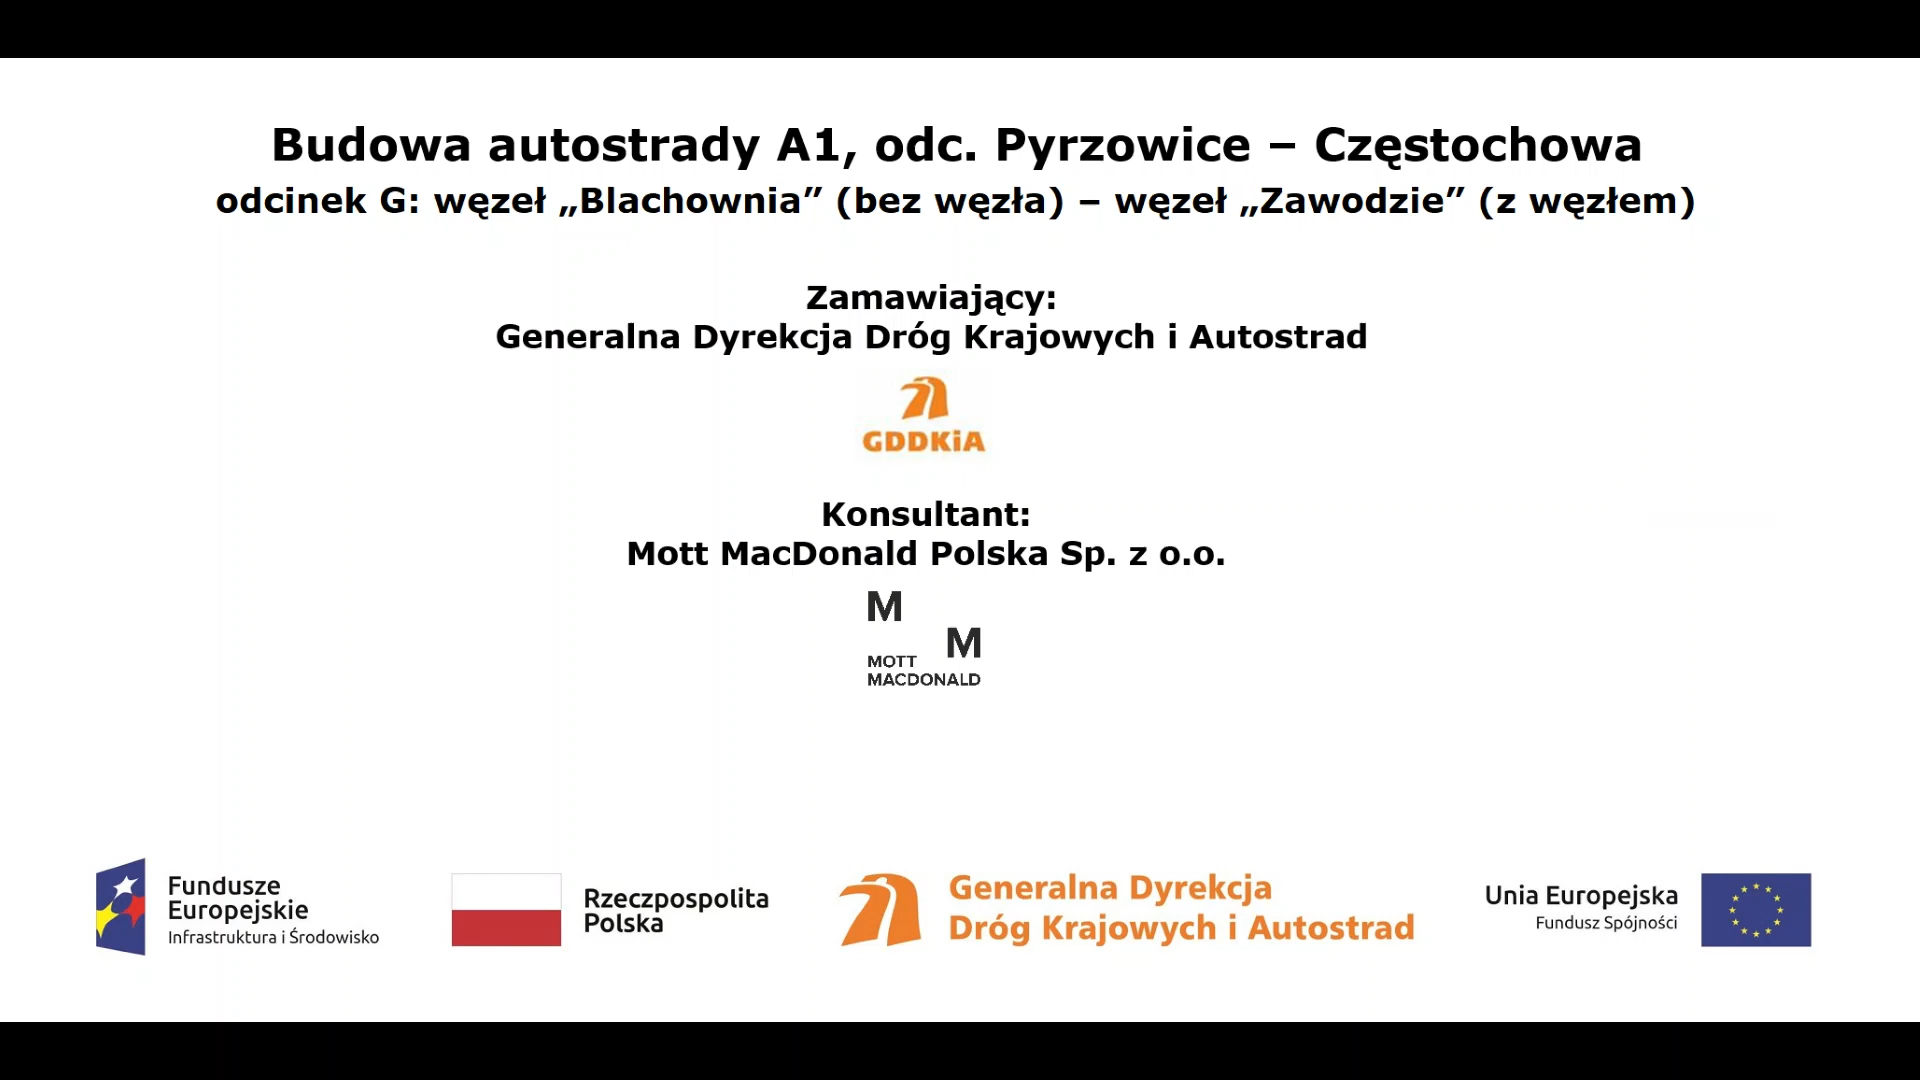 Budowa autostrady A1, odc. Pyrzowice – Częstochowa
odcinek G: węzeł „Blachownia” (bez węzła) – węzeł „Zawodzie” (z węzłem)
Zamawiający:
Generalna Dyrekcja Dróg Krajowych i Autostrad
GDDKiA
Konsultant:
Mott MacDonald Polska Sp. z o.o.
M
M
MOTT
MACDONALD
Fundusze
Europejskie
Infrastruktura i Środowisko
Rzeczpospolita
Polska
Generalna Dyrekcja
Dróg Krajowych i Autostrad
Unia Europejska
Fundusz Spójności